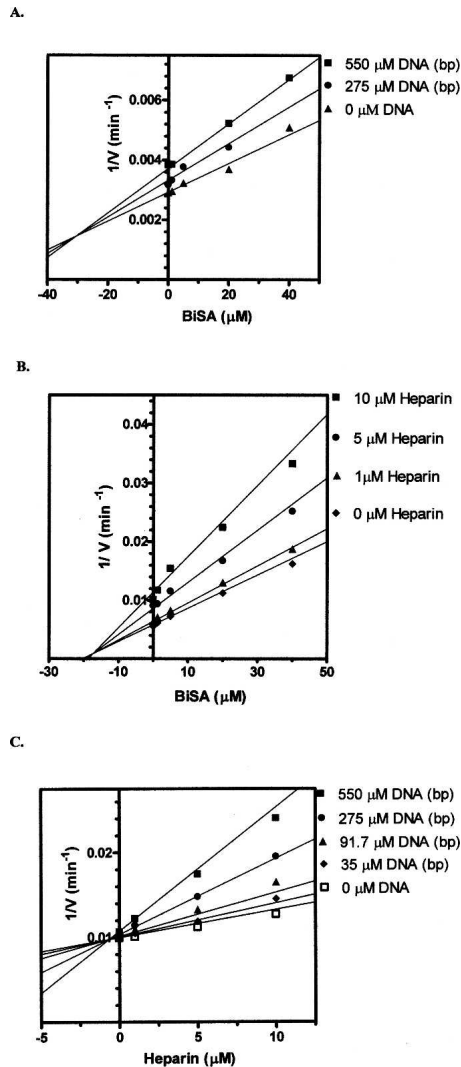 A.
550 μM DNA (bp)
275 μM DNA (bp)
0 μM DNA
1/V (min⁻¹)
0.006
0.004
0.002
-40 -20 0 20 40
BiSA (μM)
B.
10 μM Heparin
5 μM Heparin
1μM Heparin
0 μM Heparin
1/ V (min ⁻¹)
0.04
0.03
0.02
0.01
-30 -10 10 30 50
BiSA (μM)
C.
550 μM DNA (bp)
275 μM DNA (bp)
91.7 μM DNA (bp)
35 μM DNA (bp)
0 μM DNA
1/V (min⁻¹)
0.02
0.01
-5 0 5 10
Heparin (μM)